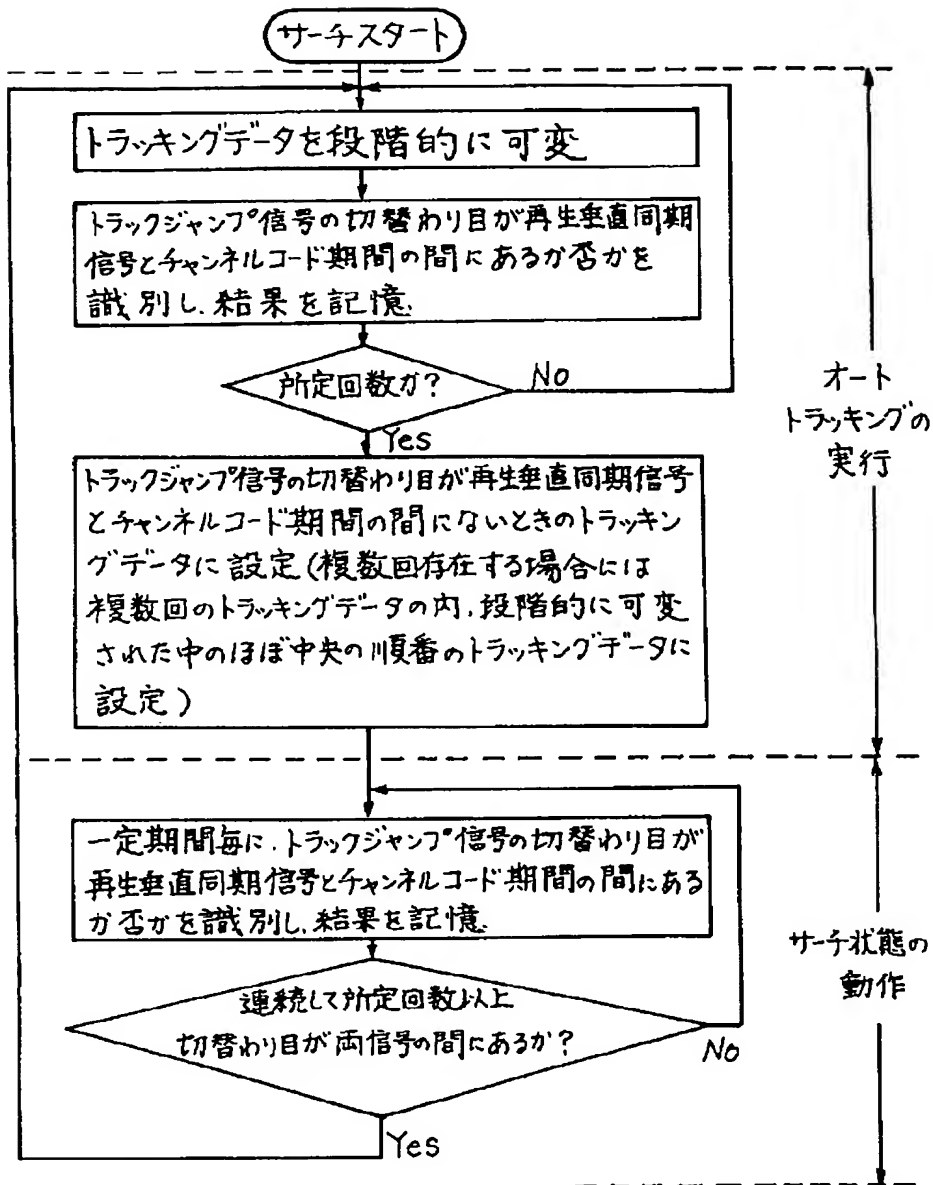 サーチスタート
トラッキングデータを段階的に可変
トラックジャンプ信号の切替わり目が再生垂直同期
信号とチャンネルコード期間の間にあるか否かを
識別し、結果を記憶.
所定回数か?
No
Yes
トラックジャンプ信号の切替わり目が再生垂直同期信号
とチャンネルコード期間の間にないときのトラッキン
グデータに設定(複数回存在する場合には
複数回のトラッキングデータの内、段階的に可変
された中のほぼ中央の順番のトラッキングデータに
設定)
オート
トラッキングの
実行
一定期間毎に、トラックジャンプ信号の切替わり目が
再生垂直同期信号とチャンネルコード期間の間にある
か否かを識別し、結果を記憶.
連続して所定回数以上
切替わり目が両信号の間にあるか?
No
Yes
サーチ状態の
動作